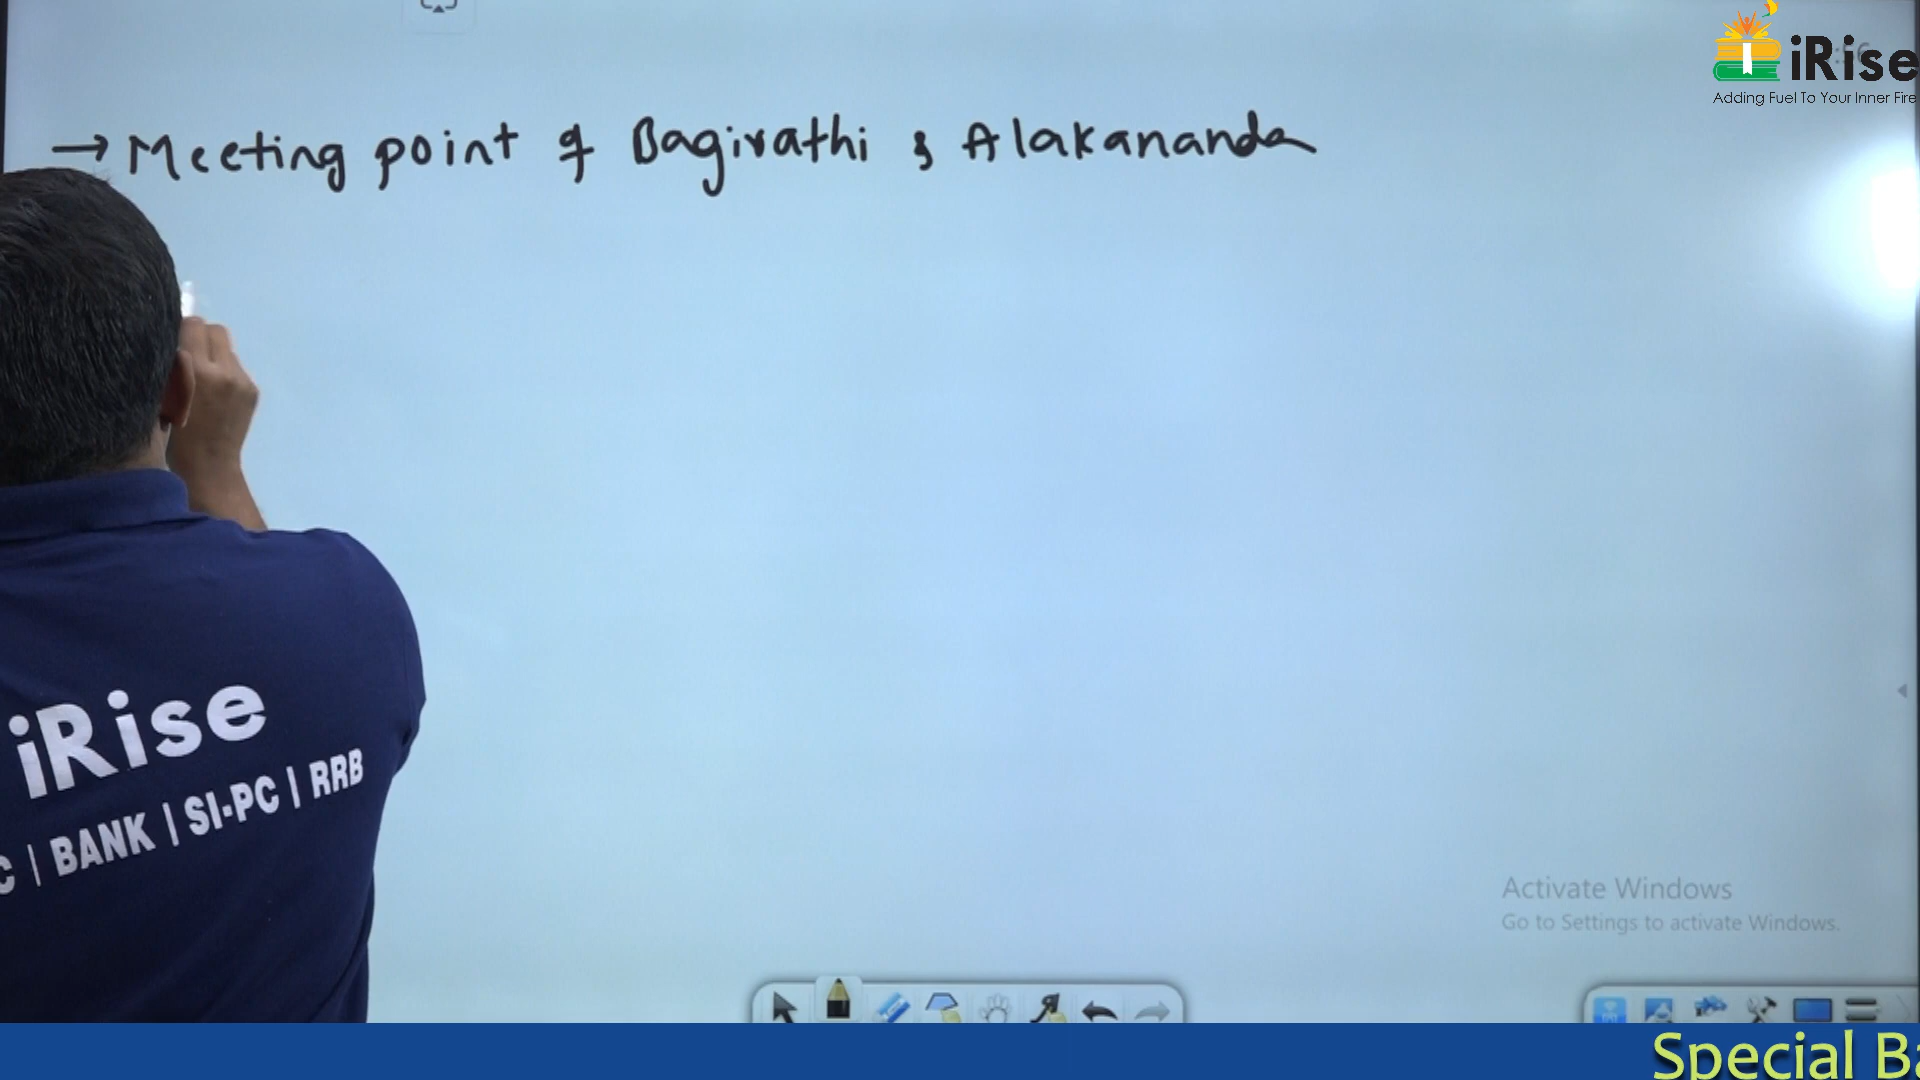 iRise
Adding Fuel To Your Inner Fire
→ Meeting point of Bagirathi & Alakananda
iRise
C | BANK | SI-PC | RRB
Activate Windows
Go to Settings to activate Windows.
Special Ba